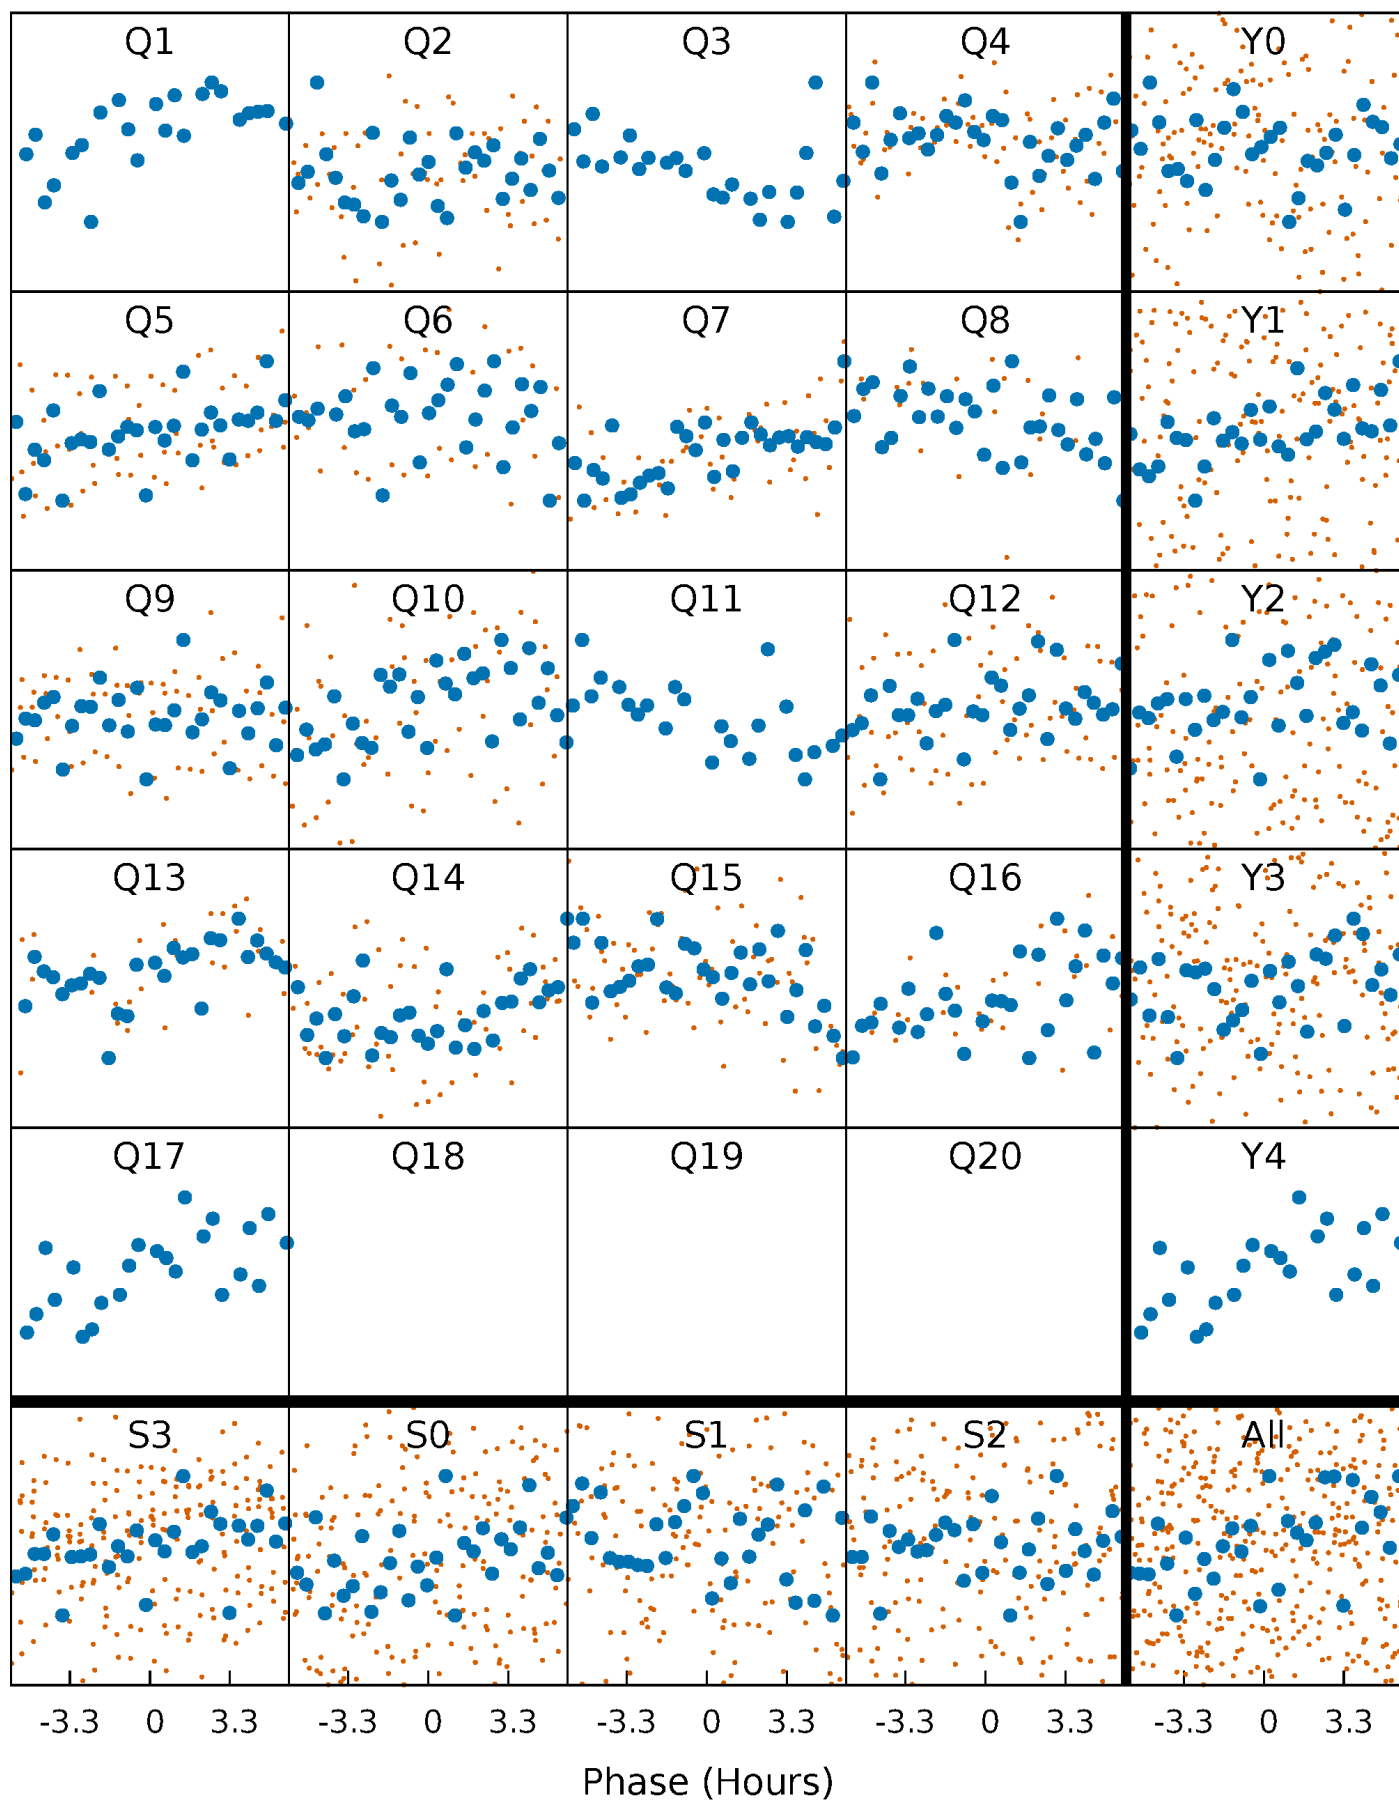 Q1 Q2 Q3 Q4 Y0
Q5 Q6 Q7 Q8 Y1
Q9 Q10 Q11 Q12 Y2
Q13 Q14 Q15 Q16 Y3
Q17 Q18 Q19 Q20 Y4
S3 S0 S1 S2 All
-3.3 0 3.3 -3.3 0 3.3 -3.3 0 3.3 -3.3 0 3.3 -3.3 0 3.3
Phase (Hours)